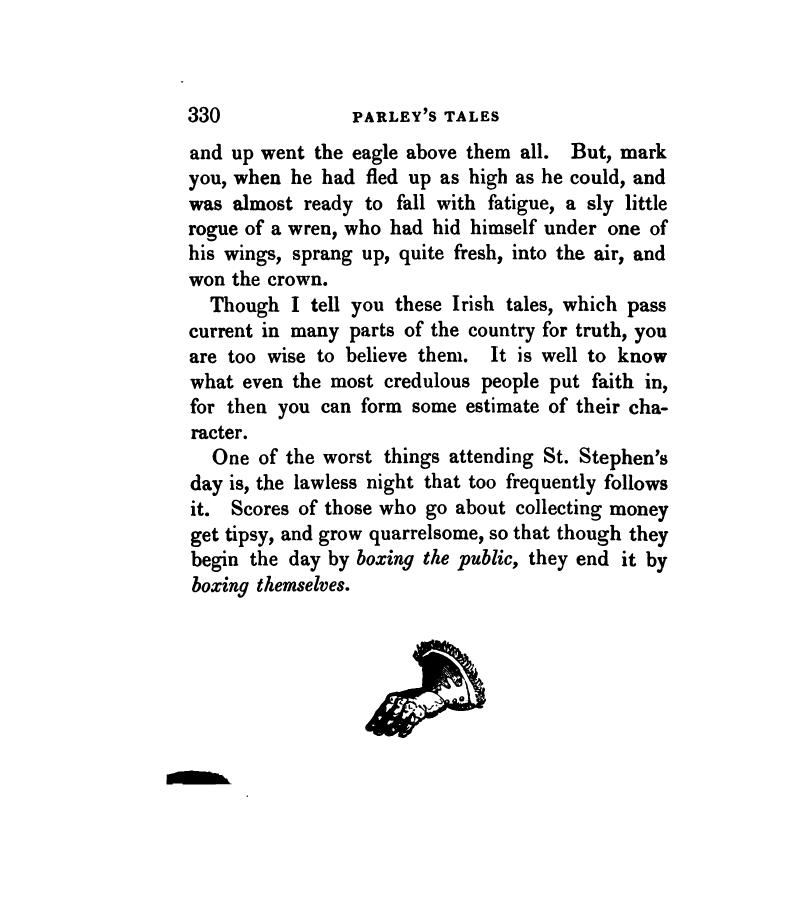 330 PARLEY'S TALES
and up went the eagle above them all. But, mark
you, when he had fled up as high as he could, and
was almost ready to fall with fatigue, a sly little
rogue of a wren, who had hid himself under one of
his wings, sprang up, quite fresh, into the air, and
won the crown.
Though I tell you these Irish tales, which pass
current in many parts of the country for truth, you
are too wise to believe them. It is well to know
what even the most credulous people put faith in,
for then you can form some estimate of their cha-
racter.
One of the worst things attending St. Stephen's
day is, the lawless night that too frequently follows
it. Scores of those who go about collecting money
get tipsy, and grow quarrelsome, so that though they
begin the day by boxing the public, they end it by
boxing themselves.